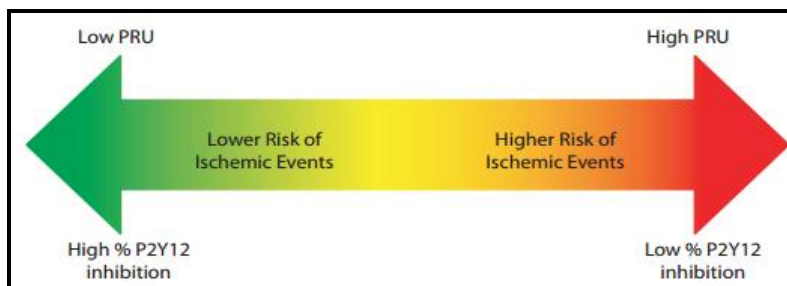 Low PRU
High PRU
Lower Risk of
Ischemic Events
Higher Risk of
Ischemic Events
High % P2Y12
inhibition
Low % P2Y12
inhibition